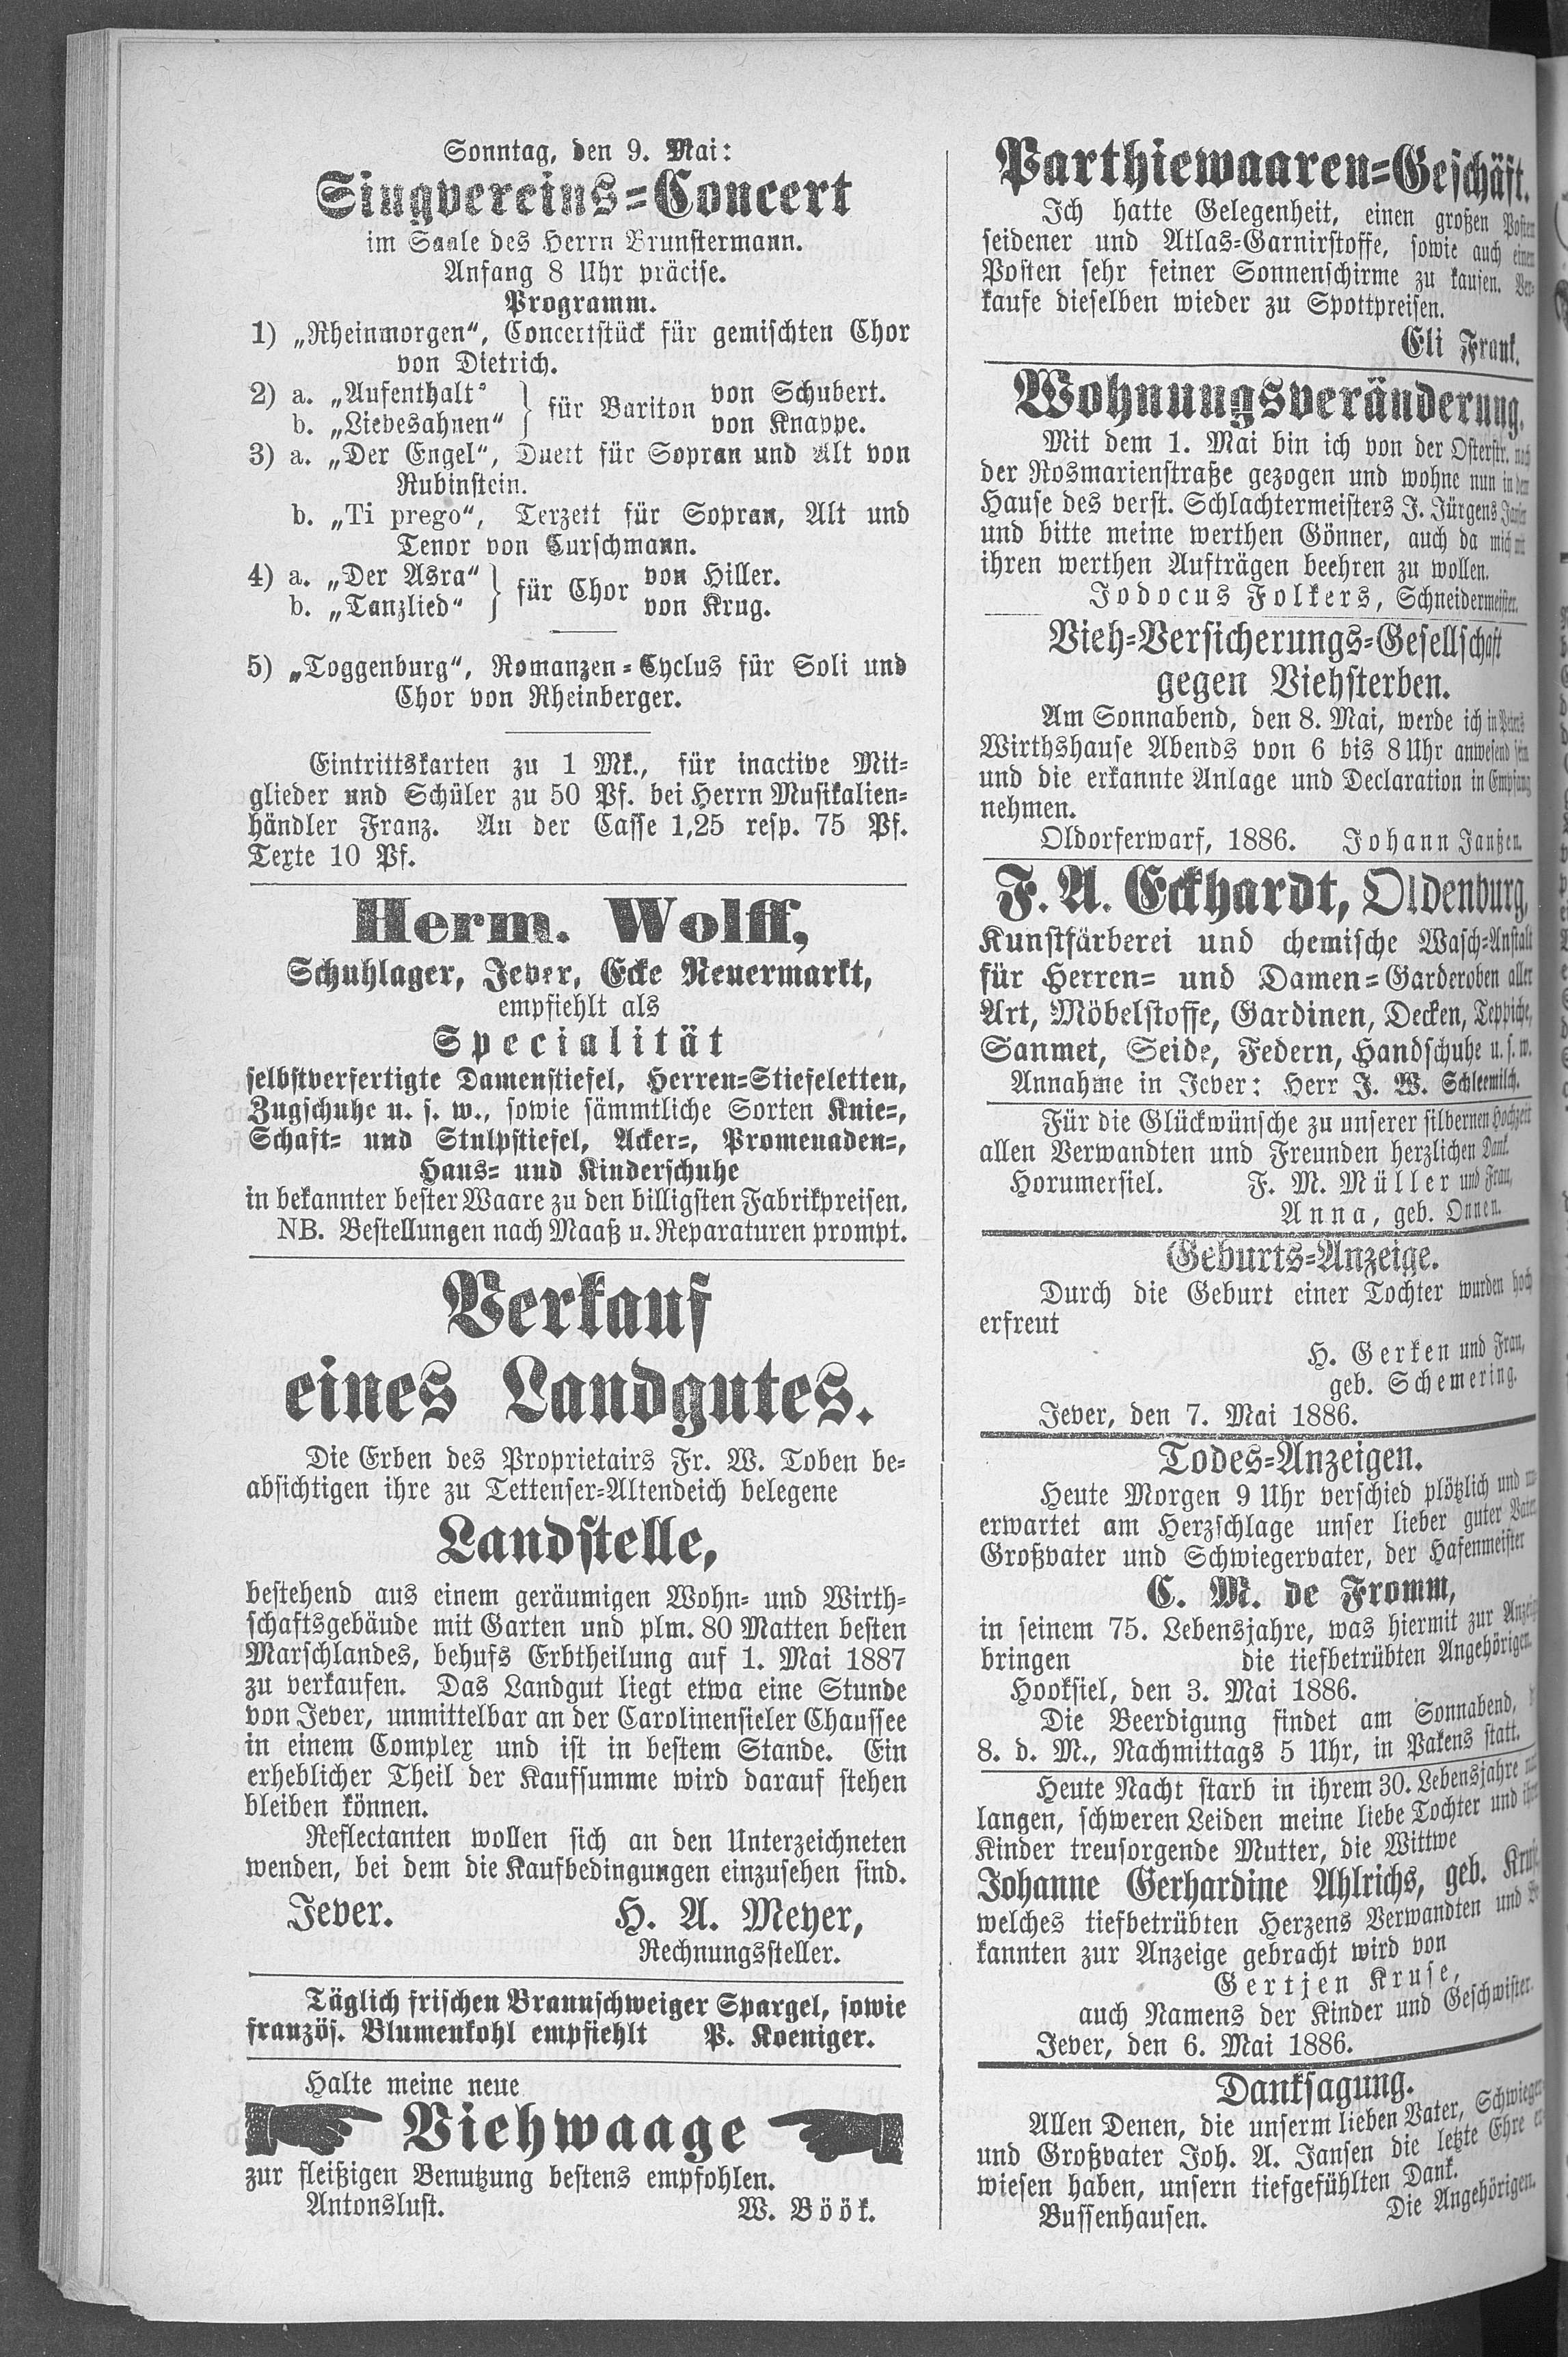 Sonntag, den 9. Mai:
Singvereins=Concert
im Saale des Herrn Brunstermann.
Anfang 8 Uhr präcise.
Programm.
1) „Rheinmorgen“, Concertstück für gemischten Chor
von Dietrich.
2) a. „Aufenthalt“ } für Bariton von Schubert.
b. „Liebesahnen“ } von Knappe.
3) a. „Der Engel“, Duett für Sopran und Alt von
Rubinstein.
b. „Ti prego“, Terzett für Sopran, Alt und
Tenor von Curschmann.
4) a. „Der Asra“ } für Chor von Hiller.
b. „Tanzlied“ } von Krug.
5) „Toggenburg“, Romanzen=Cyclus für Soli und
Chor von Rheinberger.
Eintrittskarten zu 1 Mk., für inactive Mit=
glieder und Schüler zu 50 Pf. bei Herrn Musikalien=
händler Franz. An der Casse 1,25 resp. 75 Pf.
Texte 10 Pf.
Herm. Wolff,
Schuhlager, Jever, Ecke Neuermarkt,
empfiehlt als
Specialität
selbstverfertigte Damenstiefel, Herren=Stiefeletten,
Zugschuhe u. s. w., sowie sämmtliche Sorten Knie=,
Schaft= und Stulpstiefel, Acker=, Promenaden=,
Haus= und Kinderschuhe
in bekannter bester Waare zu den billigsten Fabrikpreisen.
NB. Bestellungen nach Maaß u. Reparaturen prompt.
Verkauf
eines Landgutes.
Die Erben des Proprietairs Fr. W. Toben be=
absichtigen ihre zu Tettenser=Altendeich belegene
Landstelle,
bestehend aus einem geräumigen Wohn= und Wirth=
schaftsgebäude mit Garten und plm. 80 Matten besten
Marschlandes, behufs Erbtheilung auf 1. Mai 1887
zu verkaufen. Das Landgut liegt etwa eine Stunde
von Jever, unmittelbar an der Carolinensieler Chaussee
in einem Complex und ist in bestem Stande. Ein
erheblicher Theil der Kaufsumme wird darauf stehen
bleiben können.
Reflectanten wollen sich an den Unterzeichneten
wenden, bei dem die Kaufbedingungen einzusehen sind.
Jever. H. A. Meyer,
Rechnungssteller.
Täglich frischen Braunschweiger Spargel, sowie
französ. Blumenkohl empfiehlt P. Koeniger.
Halte meine neue
Viehwaage
zur fleißigen Benutzung bestens empfohlen.
Antonslust. W. Böök.
Parthiewaaren=Geschäft.
Ich hatte Gelegenheit, einen großen Posten
seidener und Atlas=Garnirstoffe, sowie auch einen
Posten sehr feiner Sonnenschirme zu kaufen. Ver=
kaufe dieselben wieder zu Spottpreisen.
Eli Frank.
Wohnungsveränderung.
Mit dem 1. Mai bin ich von der Osterstr. nach
der Rosmarienstraße gezogen und wohne nun in dem
Hause des verst. Schlachtermeisters J. Jürgens
und bitte meine werthen Gönner, auch da mich mit
ihren werthen Aufträgen beehren zu wollen.
Jodocus Folkers, Schneidermeister.
Vieh=Versicherungs=Gesellschaft
gegen Viehsterben.
Am Sonnabend, den 8. Mai, werde ich in Peters
Wirthshause Abends von 6 bis 8 Uhr anwesend sein
und die erkannte Anlage und Declaration in Empfang
nehmen.
Oldorferwarf, 1886. Johann Janßen.
F. A. Eckhardt, Oldenburg,
Kunstfärberei und chemische Wasch=Anstalt
für Herren= und Damen=Garderoben aller
Art, Möbelstoffe, Gardinen, Decken, Teppiche,
Sanmet, Seide, Federn, Handschuhe u. s. w.
Annahme in Jever: Herr J. W. Schleemilch.
Für die Glückwünsche zu unserer silbernen Hochzeit
allen Verwandten und Freunden herzlichen Dank.
Horumersiel. F. M. Müller und Frau,
Anna, geb. Onnen.
Geburts=Anzeige.
Durch die Geburt einer Tochter wurden hoch
erfreut
H. Gerken und Frau,
geb. Schemering.
Jever, den 7. Mai 1886.
Todes=Anzeigen.
Heute Morgen 9 Uhr verschied plötzlich und un=
erwartet am Herzschlage unser lieber guter Vater,
Großvater und Schwiegervater, der Hafenmeister
C. M. de Fromm,
in seinem 75. Lebensjahre, was hiermit zur Anzeige
bringen die tiefbetrübten Angehörigen.
Hooksiel, den 3. Mai 1886.
Die Beerdigung findet am Sonnabend,
8. d. M., Nachmittags 5 Uhr, in Pakens statt.
Heute Nacht starb in ihrem 30. Lebensjahre
langen, schweren Leiden meine liebe Tochter und ihrer
Kinder treusorgende Mutter, die Wittwe
Johanne Gerhardine Ahlrichs, geb. Kruse,
welches tiefbetrübten Herzens Verwandten und Be=
kannten zur Anzeige gebracht wird von
Gertjen Kruse,
auch Namens der Kinder und Geschwister.
Jever, den 6. Mai 1886.
Danksagung.
Allen Denen, die unserm lieben Vater, Schwieger=
und Großvater Joh. A. Jansen die letzte Ehre er=
wiesen haben, unsern tiefgefühlten Dank.
Bussenhausen. Die Angehörigen.